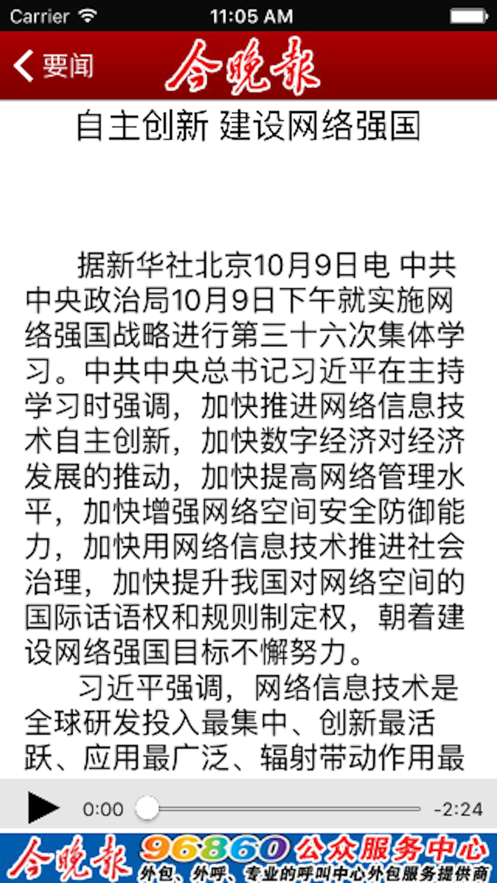 Carrier 11:05 AM
要闻 今晚报
自主创新 建设网络强国
据新华社北京10月9日电 中共
中央政治局10月9日下午就实施网
络强国战略进行第三十六次集体学
习。中共中央总书记习近平在主持
学习时强调，加快推进网络信息技
术自主创新，加快数字经济对经济
发展的推动，加快提高网络管理水
平，加快增强网络空间安全防御能
力，加快用网络信息技术推进社会
治理，加快提升我国对网络空间的
国际话语权和规则制定权，朝着建
设网络强国目标不懈努力。
习近平强调，网络信息技术是
全球研发投入最集中、创新最活
跃、应用最广泛、辐射带动作用最
0:00 -2:24
今晚报 96860 公众服务中心
外包、外呼、专业的呼叫中心外包服务提供商